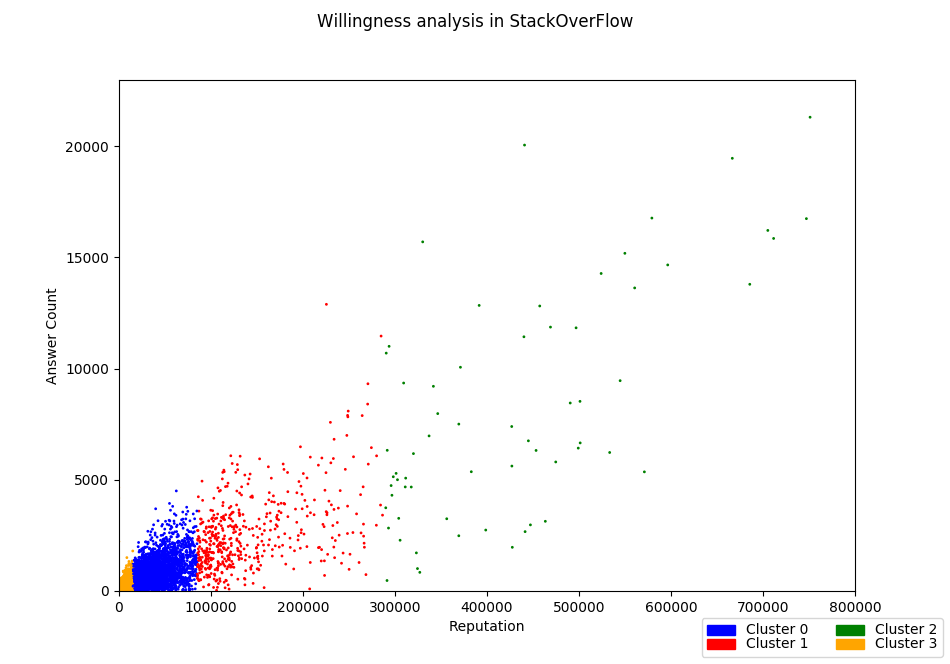 Willingness analysis in StackOverFlow
20000
15000
10000
5000
0
Answer Count
0 100000 200000 300000 400000 500000 600000 700000 800000
Reputation
Cluster 0 Cluster 2
Cluster 1 Cluster 3